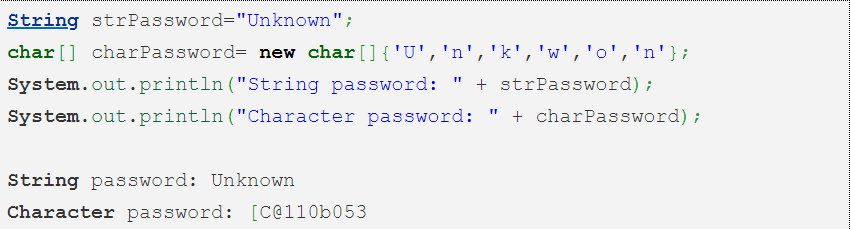 String strPassword="Unknown";
char[] charPassword= new char[]{'U','n','k','w','o','n'};
System.out.println("String password: " + strPassword);
System.out.println("Character password: " + charPassword);
String password: Unknown
Character password: [C@110b053